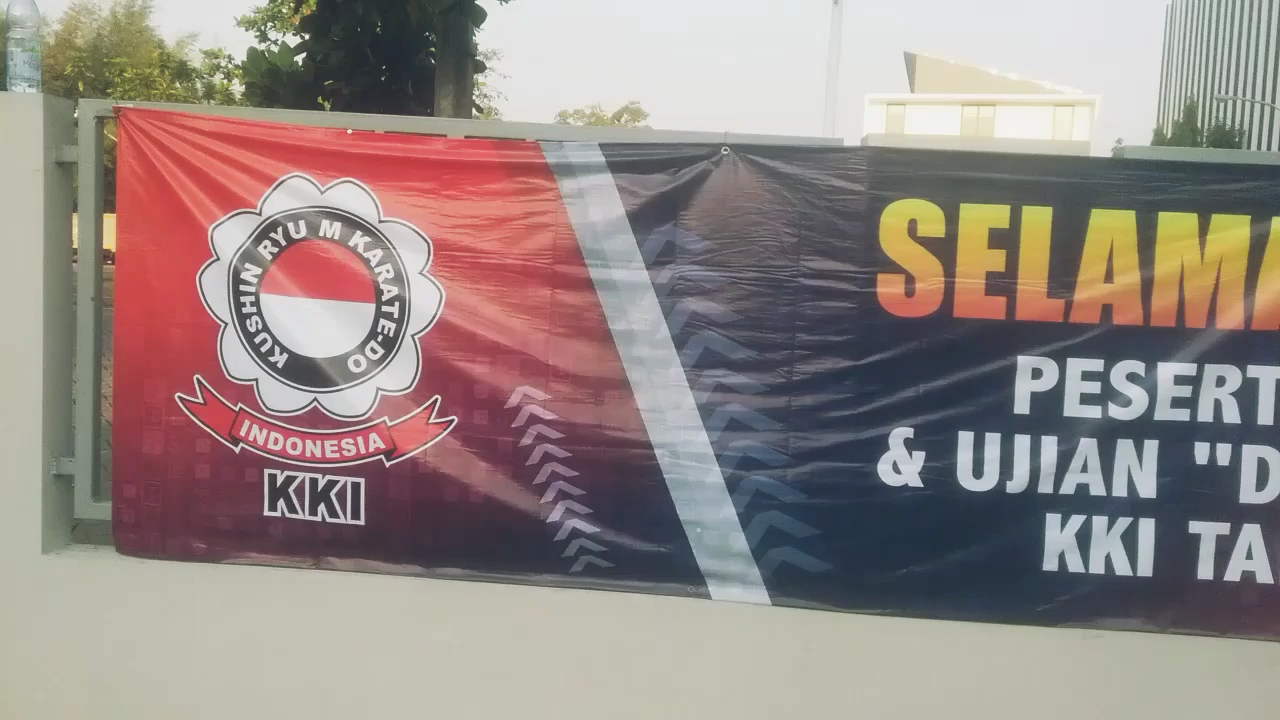 KUSHIN RYU M KARATE-DO
INDONESIA
KKI
SELAMA
PESERT
& UJIAN "D
KKI TA